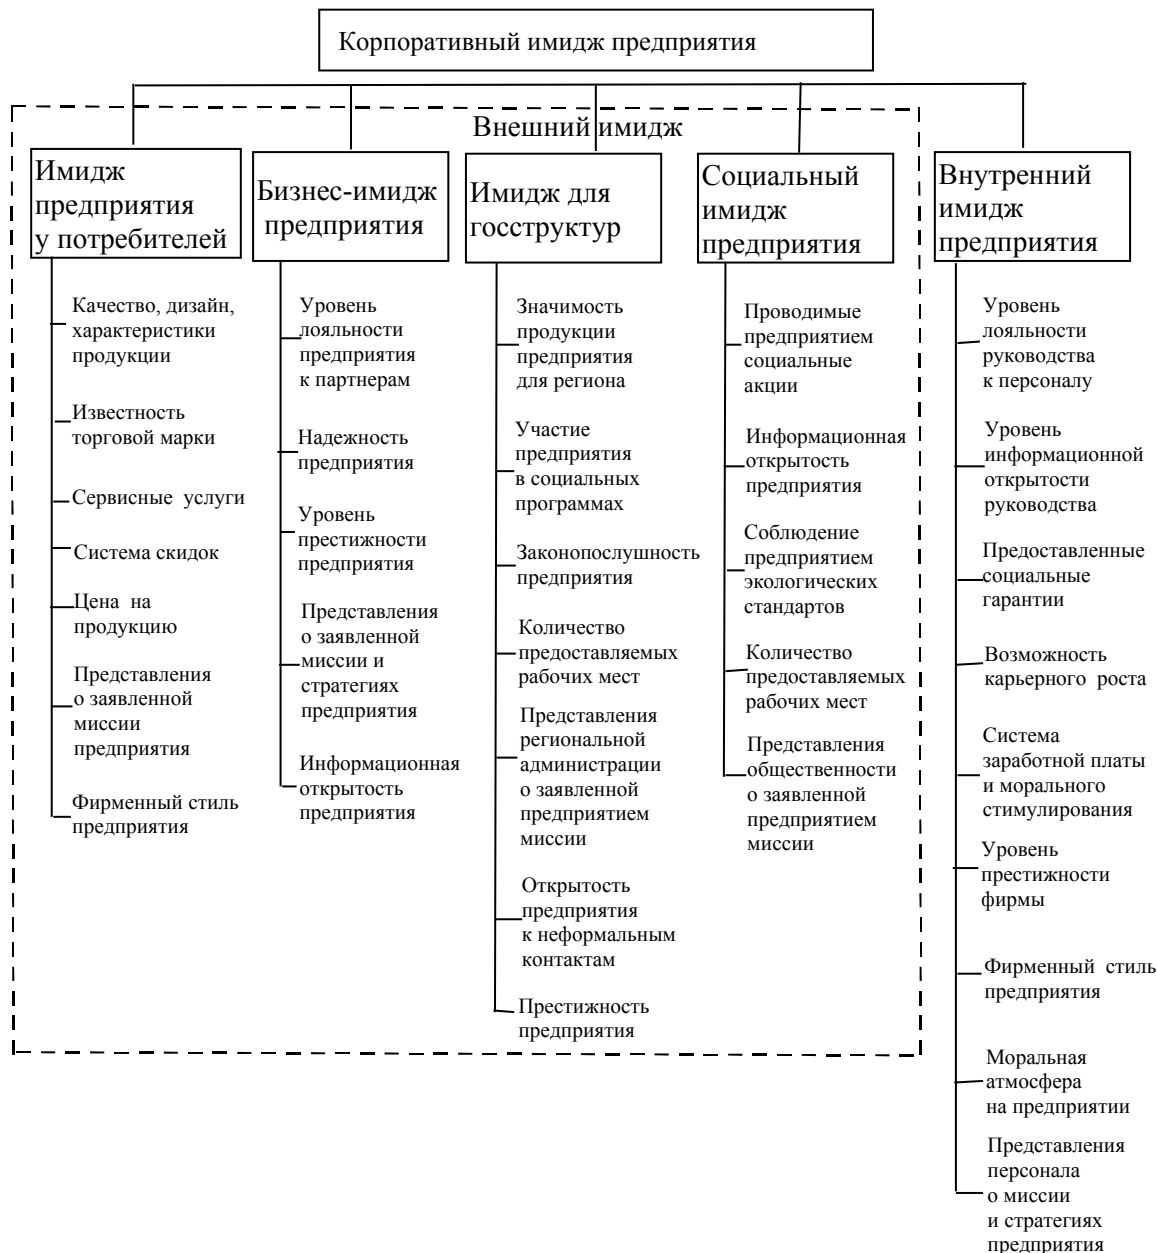 Корпоративный имидж предприятия
Внешний имидж
Имидж
предприятия
у потребителей
Качество, дизайн,
характеристики
продукции
Известность
торговой марки
Сервисные услуги
Система скидок
Цена на
продукцию
Представления
о заявленной
миссии
предприятия
Фирменный стиль
предприятия
Бизнес-имидж
предприятия
Уровень
лояльности
предприятия
к партнерам
Надежность
предприятия
Уровень
престижности
предприятия
Представления
о заявленной
миссии и
стратегиях
предприятия
Информационная
открытость
предприятия
Имидж для
госструктур
Значимость
продукции
предприятия
для региона
Участие
предприятия
в социальных
программах
Законопослушность
предприятия
Количество
предоставляемых
рабочих мест
Представления
региональной
администрации
о заявленной
предприятием
миссии
Открытость
предприятия
к неформальным
контактам
Престижность
предприятия
Социальный
имидж
предприятия
Проводимые
предприятием
социальные
акции
Информационная
открытость
предприятия
Соблюдение
предприятием
экологических
стандартов
Количество
предоставляемых
рабочих мест
Представления
общественности
о заявленной
предприятием
миссии
Внутренний
имидж
предприятия
Уровень
лояльности
руководства
к персоналу
Уровень
информационной
открытости
руководства
Предоставленные
социальные
гарантии
Возможность
карьерного роста
Система
заработной платы
и морального
стимулирования
Уровень
престижности
фирмы
Фирменный стиль
предприятия
Моральная
атмосфера
на предприятии
Представления
персонала
о миссии
и стратегиях
предприятия